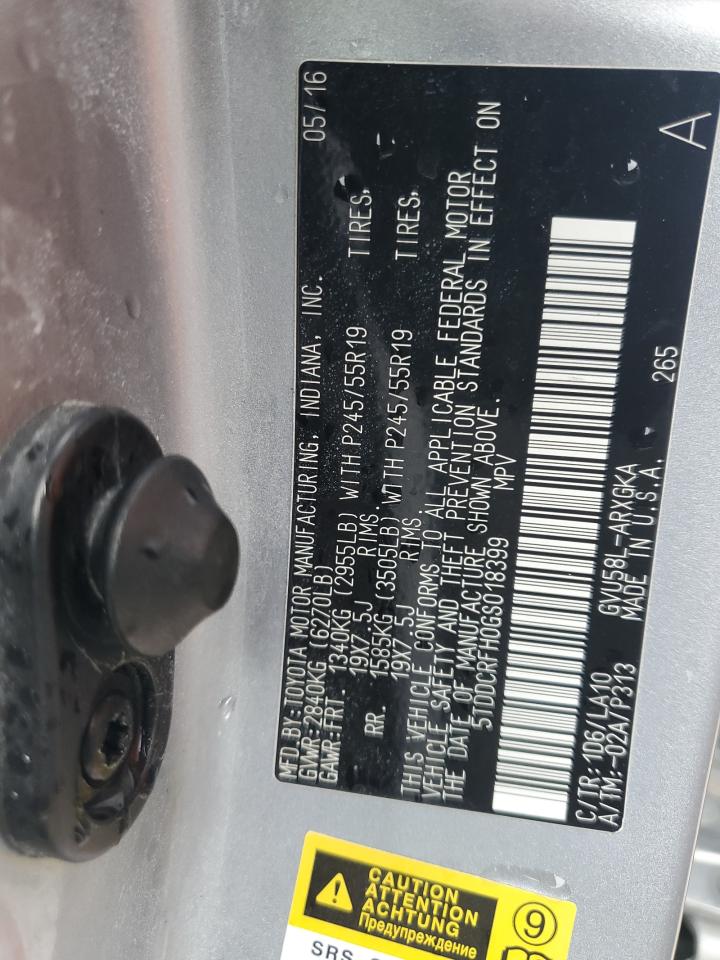 MFD.BY:TOYOTA MOTOR MANUFACTURING, INDIANA, INC. 05/16
GVWR:2840KG (6270LB)
GAWR:FRT. 1340KG (2955LB) WITH P245/55R19 TIRES,
19X7.5J RIMS.
RR. 1585KG (3505LB) WITH P245/55R19 TIRES,
19X7.5J RIMS.
THIS VEHICLE CONFORMS TO ALL APPLICABLE FEDERAL MOTOR
VEHICLE SAFETY AND THEFT PREVENTION STANDARDS IN EFFECT ON
THE DATE OF MANUFACTURE SHOWN ABOVE.
5TDDCRFH0GS018399 MPV
C/TR:1D6/LA10 GVU58L-ARXGKA
A/TM:-02A/P313 MADE IN U.S.A. 265 A
CAUTION
ATTENTION
ACHTUNG
Предупреждение
9
SRS